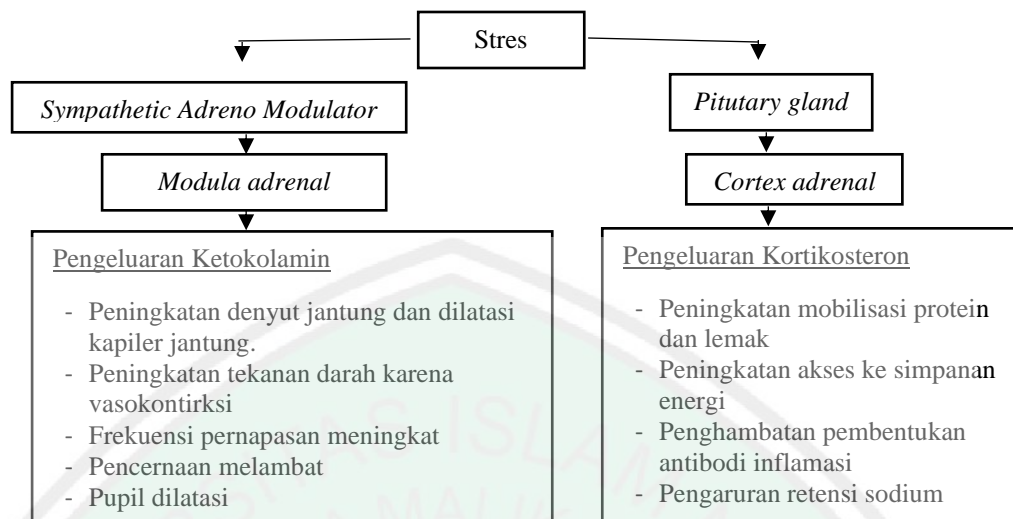 Stres
Sympathetic Adreno Modulator
Pitutary gland
Modula adrenal
Cortex adrenal
Pengeluaran Ketokolamin
- Peningkatan denyut jantung dan dilatasi
kapiler jantung.
- Peningkatan tekanan darah karena
vasokontirksi
- Frekuensi pernapasan meningkat
- Pencernaan melambat
- Pupil dilatasi
Pengeluaran Kortikosteron
- Peningkatan mobilisasi protein
dan lemak
- Peningkatan akses ke simpanan
energi
- Penghambatan pembentukan
antibodi inflamasi
- Pengaruran retensi sodium